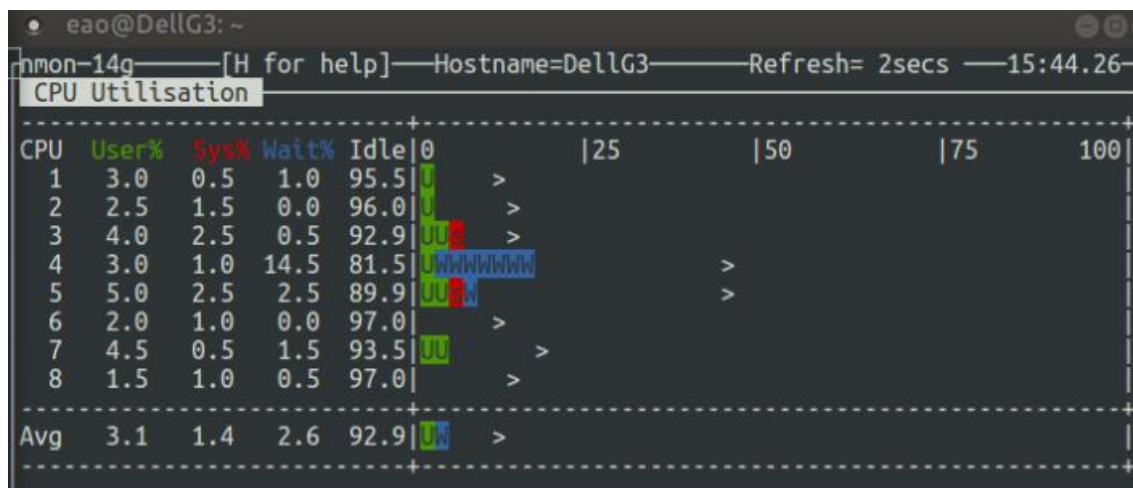 eao@DellG3: ~
nmon-14g [H for help] Hostname=DellG3 Refresh= 2secs 15:44.26
CPU Utilisation
CPU User% Sys% Wait% Idle|0 |25 |50 |75 100|
1 3.0 0.5 1.0 95.5|U >
2 2.5 1.5 0.0 96.0|U >
3 4.0 2.5 0.5 92.9|UUs >
4 3.0 1.0 14.5 81.5|UWWWWWWW >
5 5.0 2.5 2.5 89.9|UUsW >
6 2.0 1.0 0.0 97.0| >
7 4.5 0.5 1.5 93.5|UU >
8 1.5 1.0 0.5 97.0| >
Avg 3.1 1.4 2.6 92.9|UW >